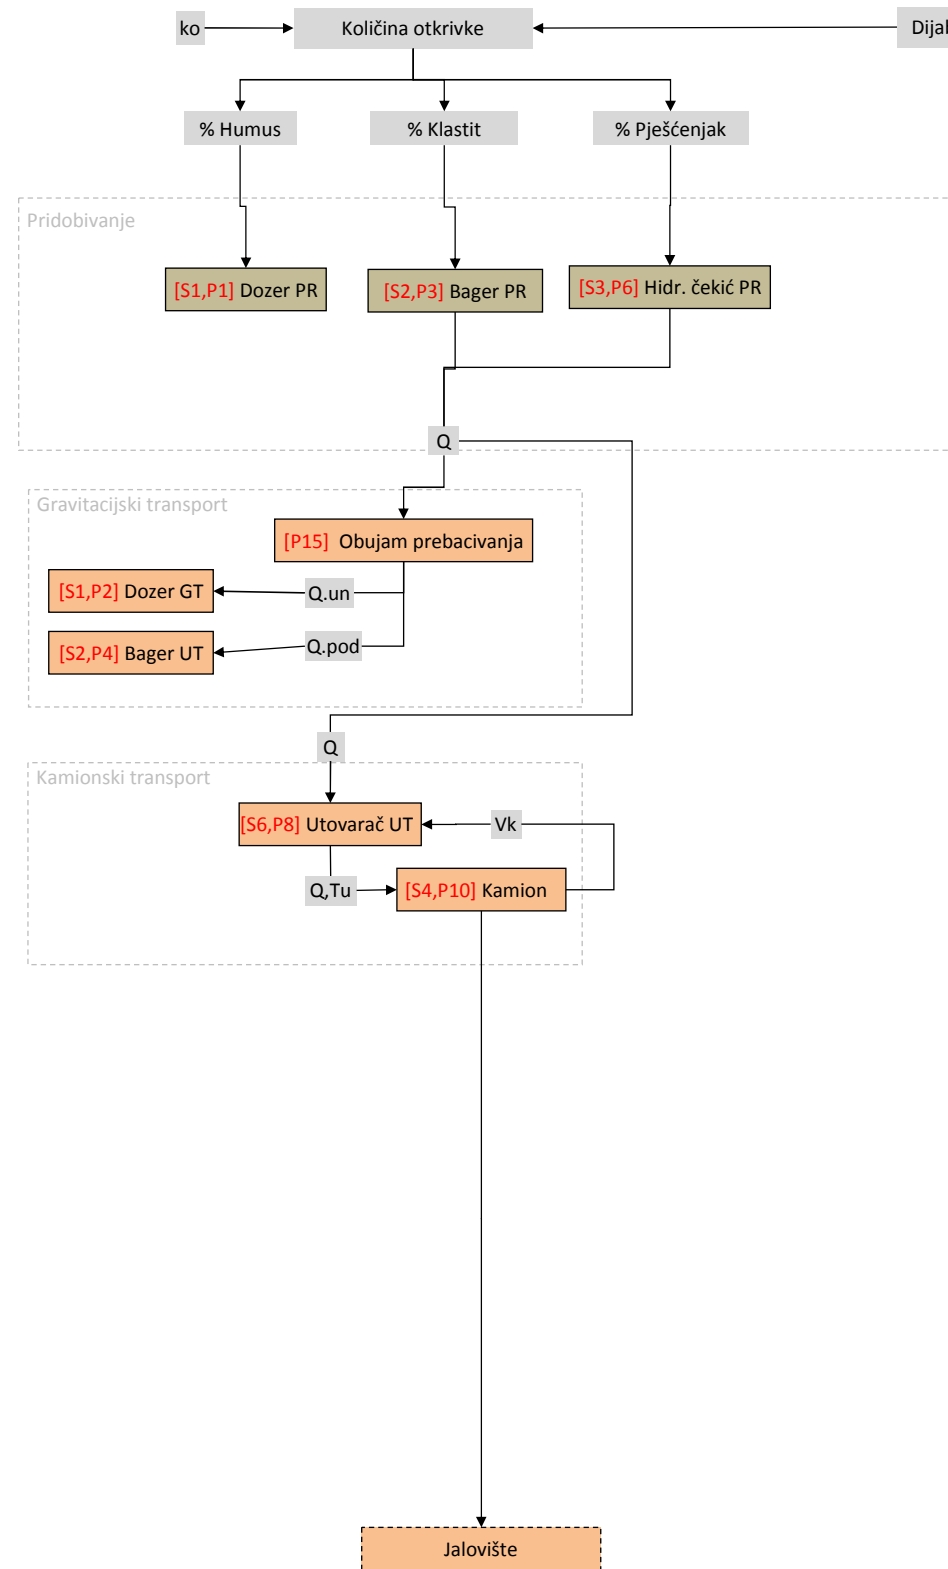 ko
Količina otkrivke
Dijal
% Humus
% Klastit
% Pješćenjak
Pridobivanje
[S1,P1] Dozer PR
[S2,P3] Bager PR
[S3,P6] Hidr. čekić PR
Q
Gravitacijski transport
[P15] Obujam prebacivanja
[S1,P2] Dozer GT
Q.un
[S2,P4] Bager UT
Q.pod
Q
Kamionski transport
[S6,P8] Utovarač UT
Vk
Q,Tu
[S4,P10] Kamion
Jalovište